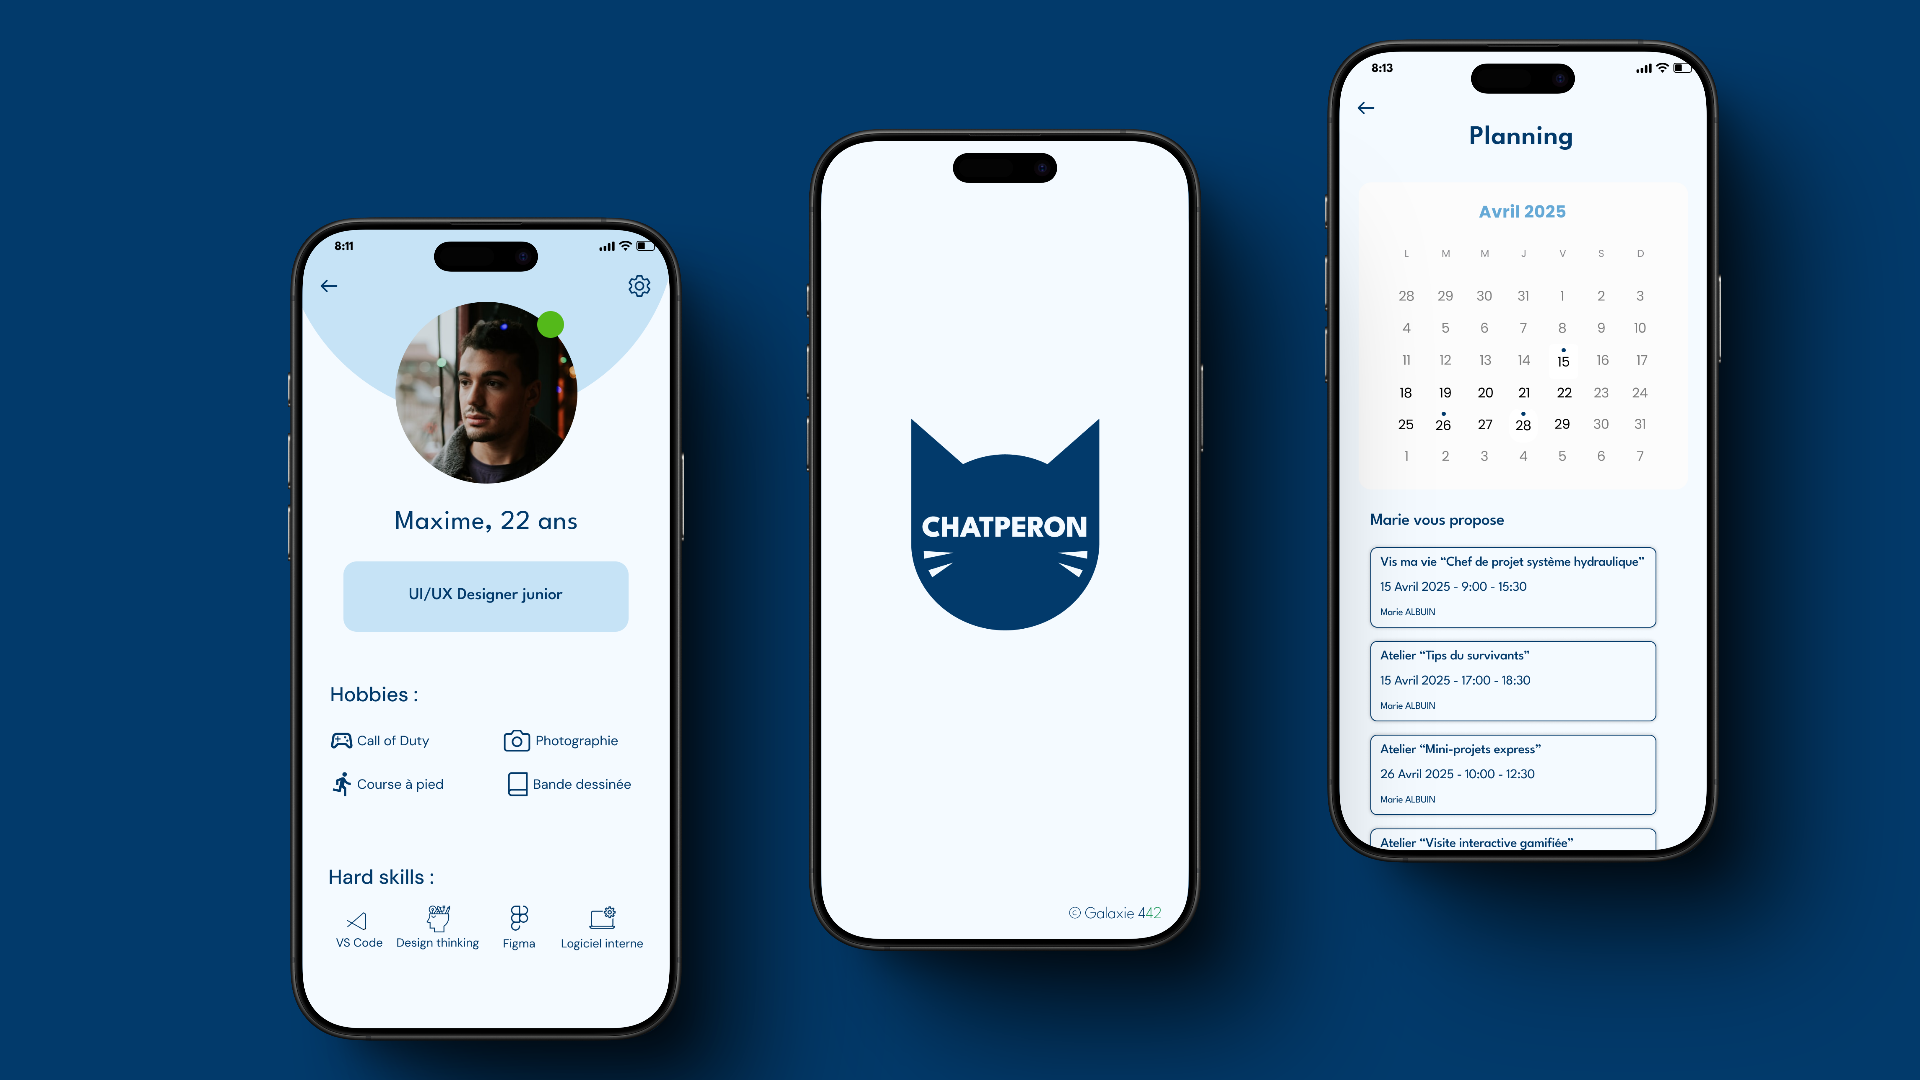 8:11
Maxime, 22 ans
UI/UX Designer junior
Hobbies :
Call of Duty
Photographie
Course à pied
Bande dessinée
Hard skills :
VS Code
Design thinking
Figma
Logiciel interne
CHATPERON
© Galaxie 442
8:13
Planning
Avril 2025
L M M J V S D
28 29 30 31 1 2 3
4 5 6 7 8 9 10
11 12 13 14 15 16 17
18 19 20 21 22 23 24
25 26 27 28 29 30 31
1 2 3 4 5 6 7
Marie vous propose
Vis ma vie “Chef de projet système hydraulique”
15 Avril 2025 - 9:00 - 15:30
Marie ALBUIN
Atelier “Tips du survivants”
15 Avril 2025 - 17:00 - 18:30
Marie ALBUIN
Atelier “Mini-projets express”
26 Avril 2025 - 10:00 - 12:30
Marie ALBUIN
Atelier “Visite interactive gamifiée”